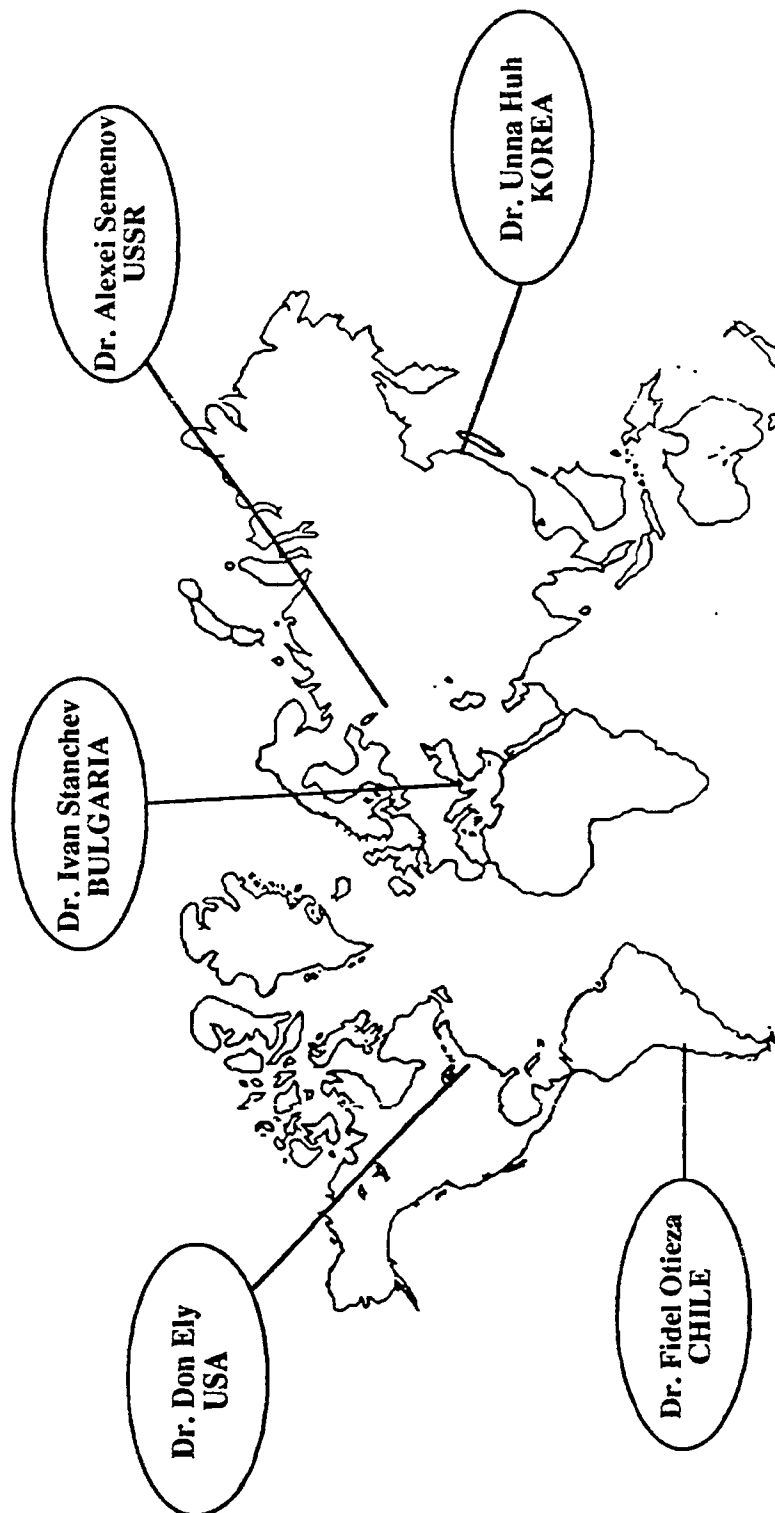 Dr. Don Ely
USA
Dr. Ivan Stanchev
BULGARIA
Dr. Alexei Semenov
USSR
Dr. Fidel Otieza
CHILE
Dr. Unna Huh
KOREA